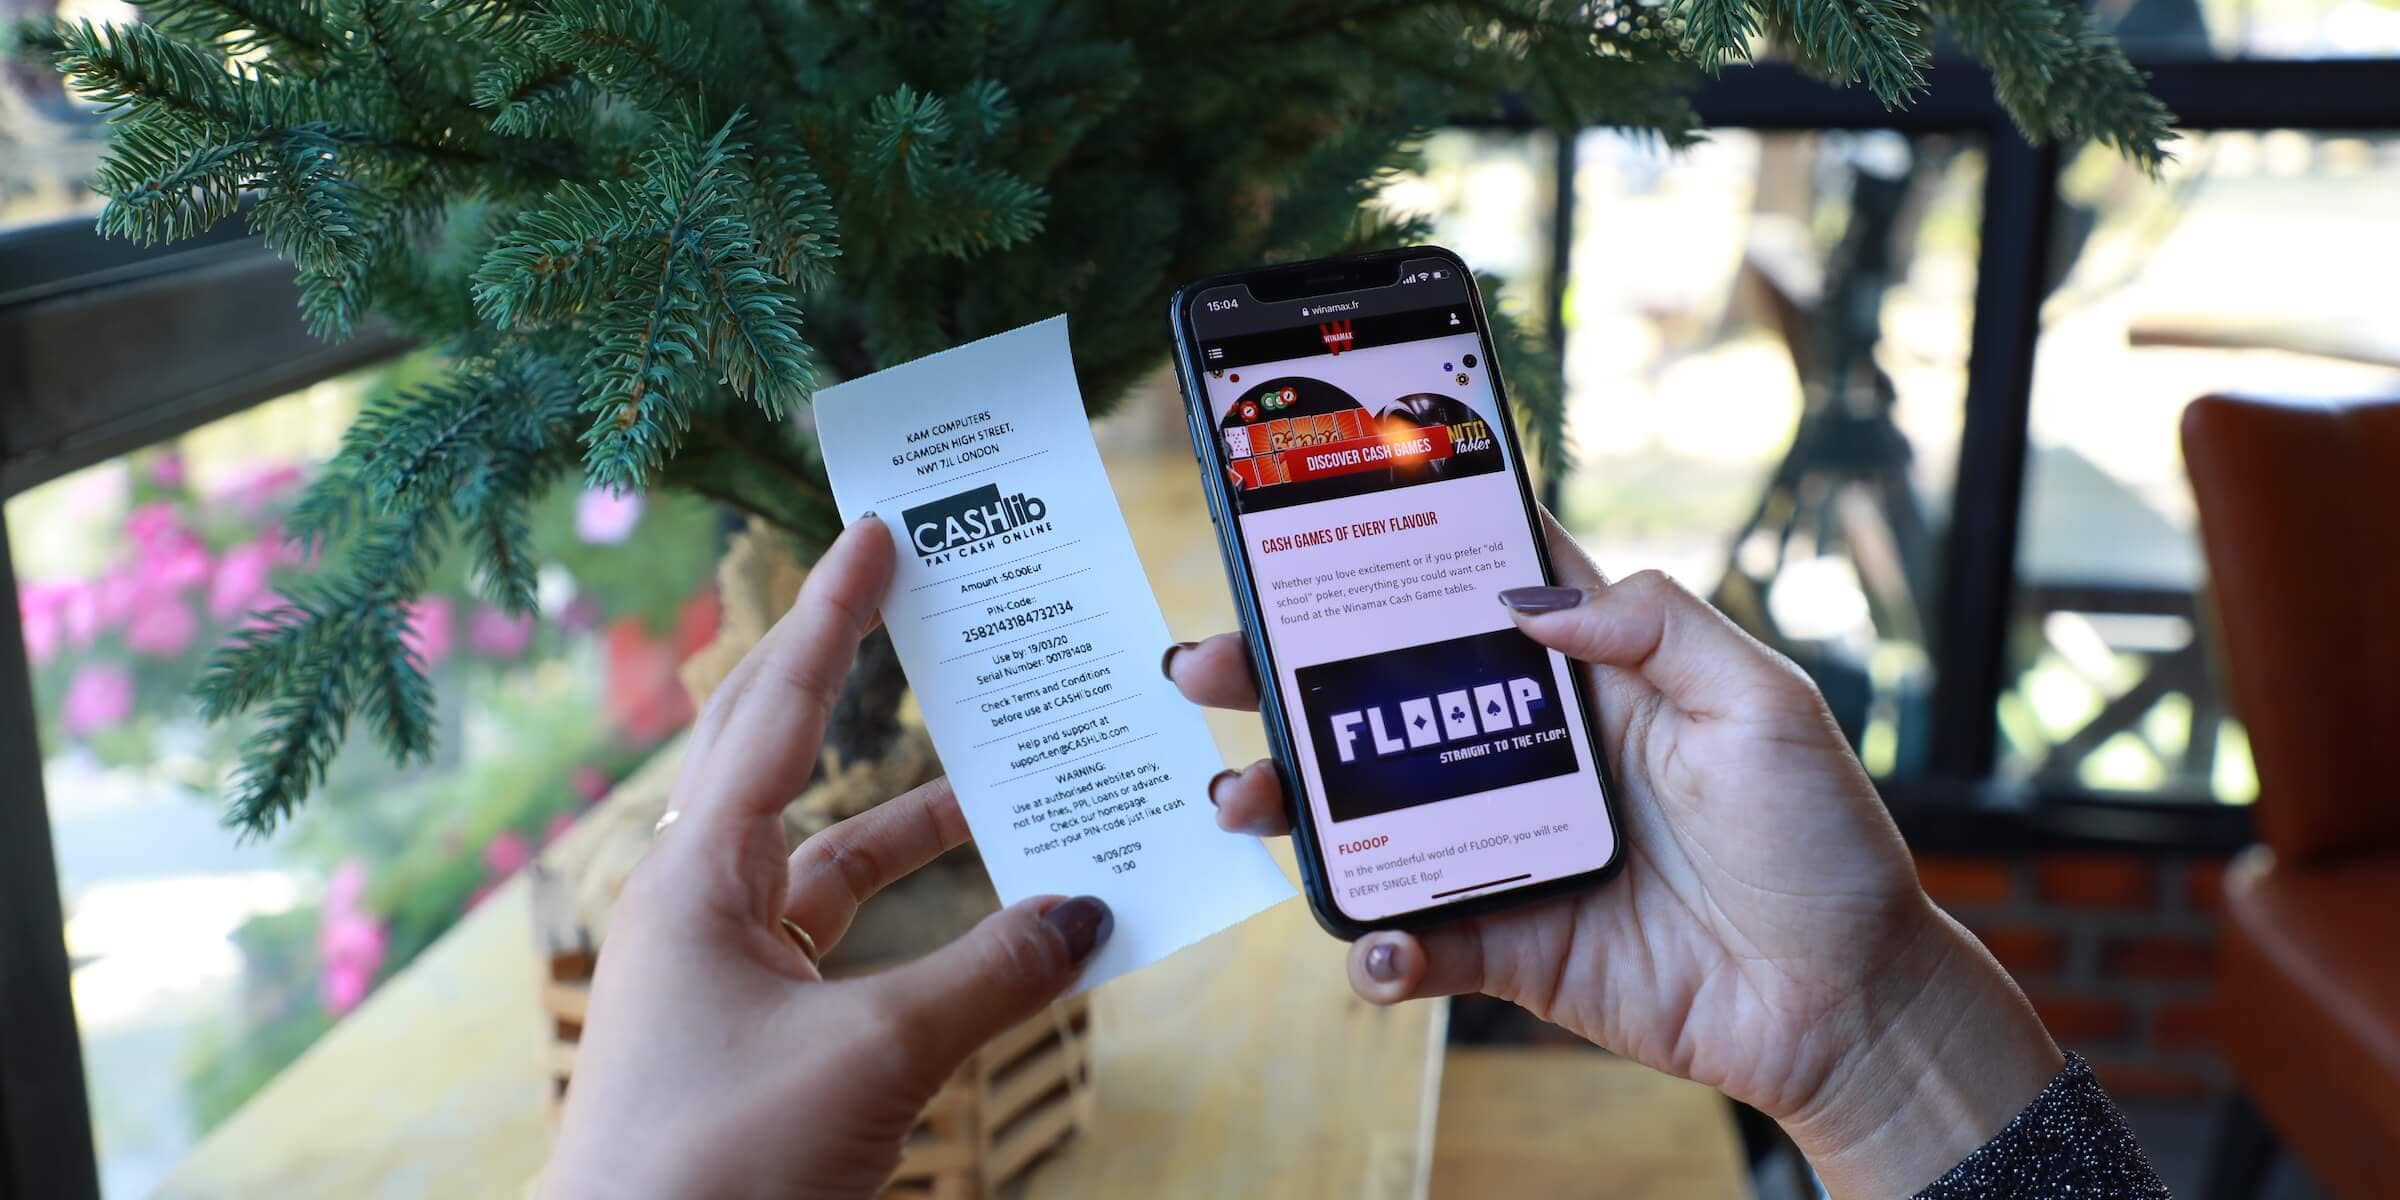 KAM COMPUTERS
63 CAMDEN HIGH STREET,
NW1 7JL LONDON
CASHlib
PAY CASH ONLINE
Amount :50.00Eur
PIN-Code::
2582143184732134
Use by: 19/03/20
Serial Number: 001781408
Check Terms and Conditions
before use at CASHlib.com
Help and support at
support.en@CASHLib.com
WARNING:
Use at authorised websites only,
not for fines, PPI, Loans or advance.
Check our homepage.
Protect your PIN-code just like cash.
18/09/2019
13:00
15:04
winamax.fr
WINAMAX
DISCOVER CASH GAMES
NITO
Tables
CASH GAMES OF EVERY FLAVOUR
Whether you love excitement or if you prefer "old
school" poker, everything you could want can be
found at the Winamax Cash Game tables.
FLOOOP
STRAIGHT TO THE FLOP!
FLOOOP
In the wonderful world of FLOOOP, you will see
EVERY SINGLE flop!